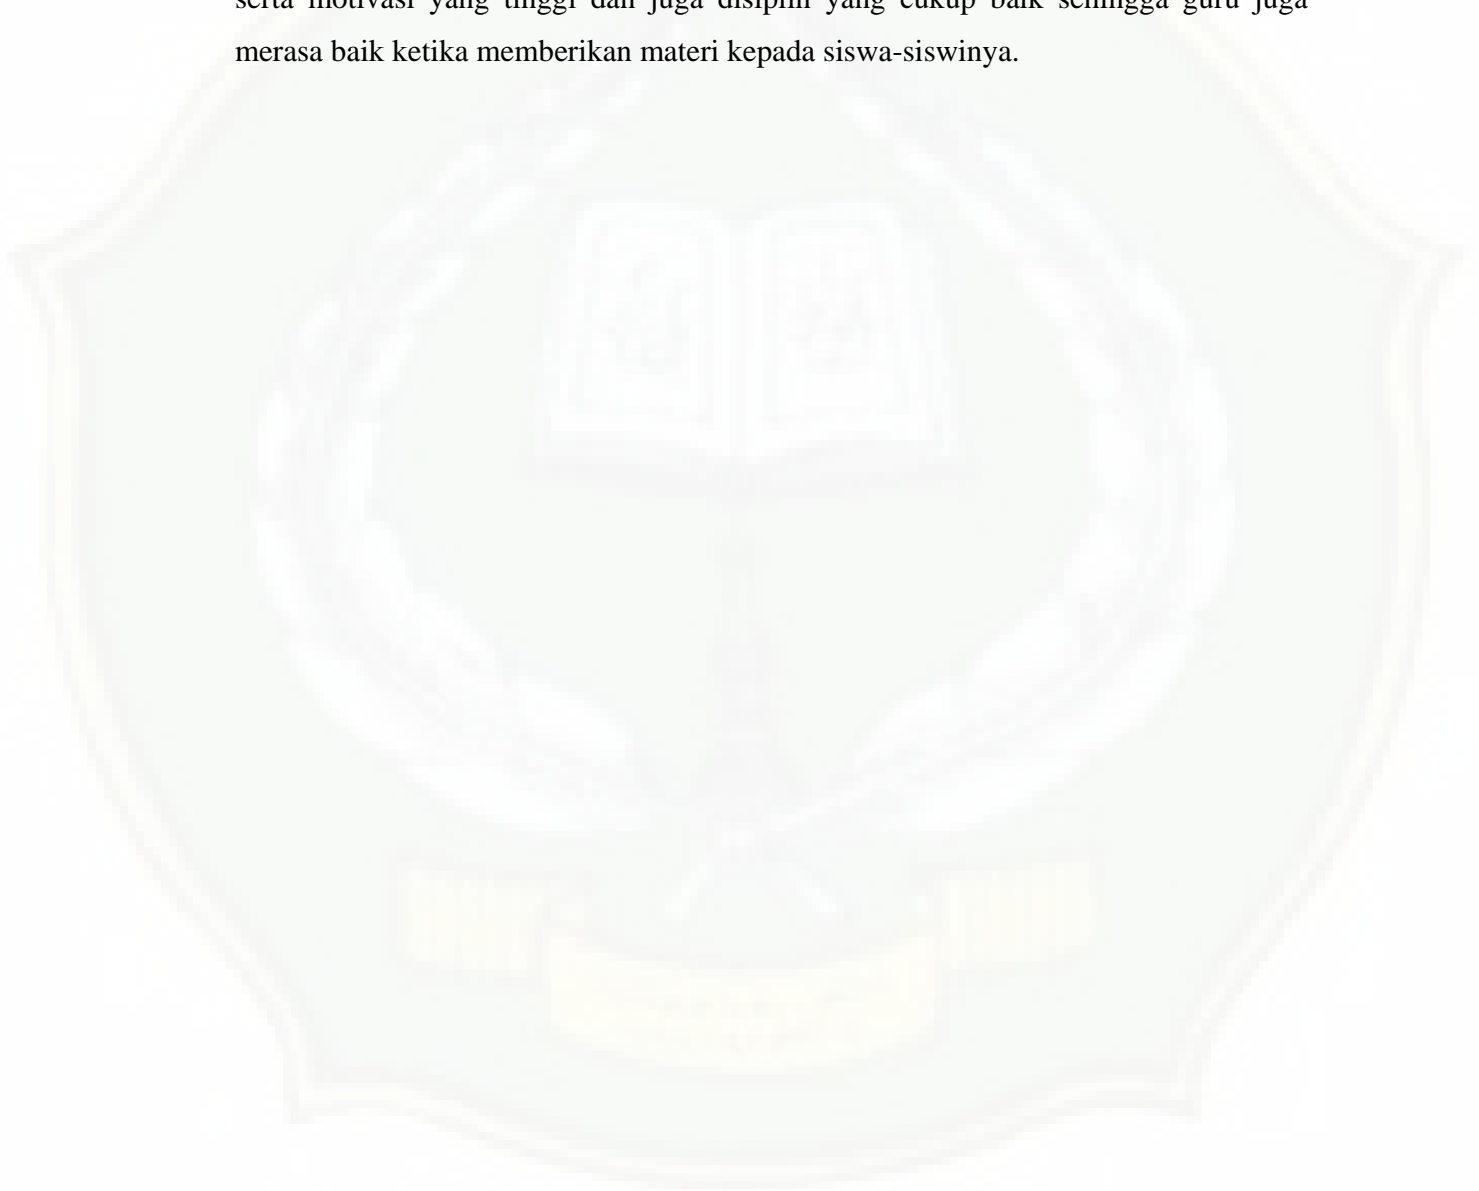 serta motivasi yang tinggi dan juga disiplin yang cukup baik sehingga guru juga
merasa baik ketika memberikan materi kepada siswa-siswinya.